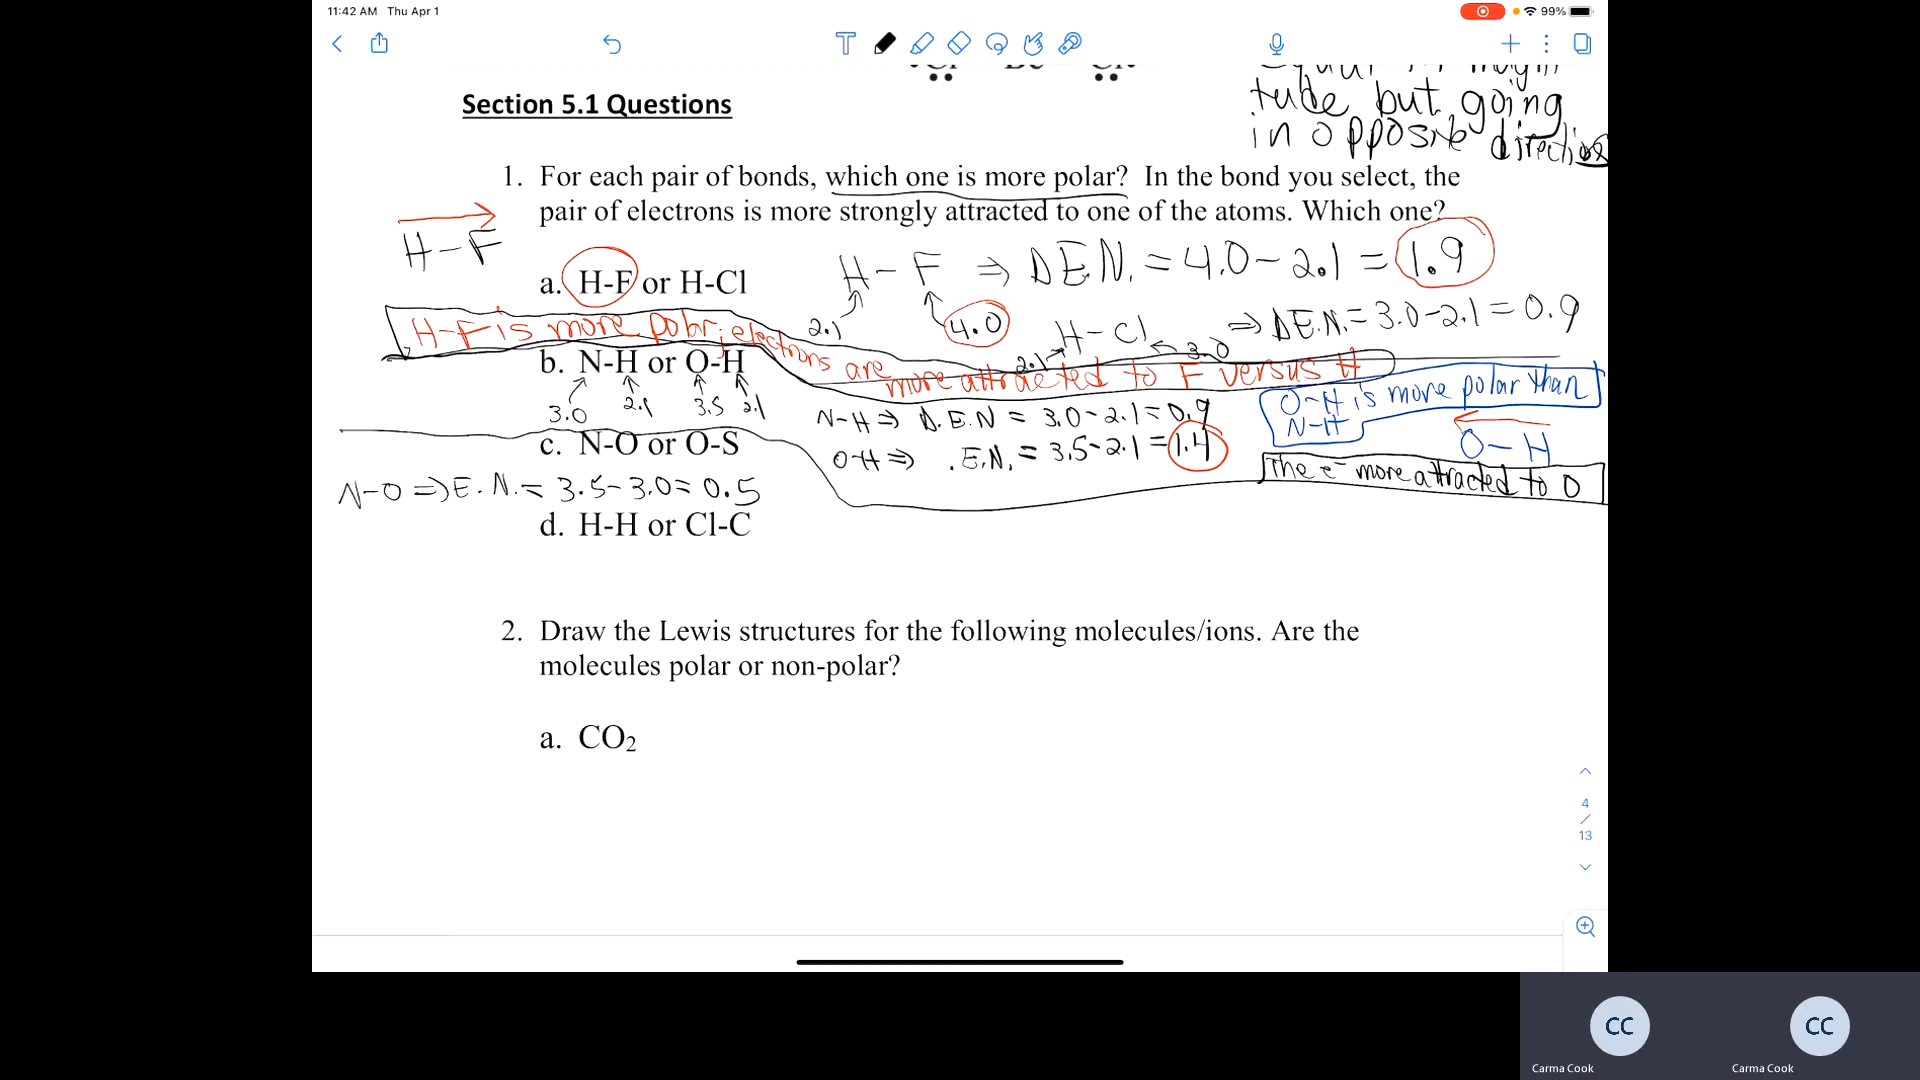 11:42 AM Thu Apr 1
99%
tude but going
in opposite directions
Section 5.1 Questions
1. For each pair of bonds, which one is more polar? In the bond you select, the
pair of electrons is more strongly attracted to one of the atoms. Which one?
H-F
H-F ⇒ ΔE.N. = 4.0-2.1 = 1.9
a. H-F or H-Cl
2.1
4.0
H-Cl ⇒ ΔE.N. = 3.0-2.1 = 0.9
2.1
3.0
H-F is more polar; electrons are
more attracted to F versus H
b. N-H or O-H
3.0 2.1 3.5 2.1
N-H ⇒ Δ.E.N = 3.0-2.1 = 0.9
O-H ⇒ .E.N. = 3.5-2.1 = 1.4
O-H is more polar than
N-H
O-H
The e⁻ more attracted to O
c. N-O or O-S
N-O ⇒ E.N. = 3.5-3.0 = 0.5
d. H-H or Cl-C
2. Draw the Lewis structures for the following molecules/ions. Are the
molecules polar or non-polar?
a. CO₂
4
/
13
CC CC
Carma Cook Carma Cook